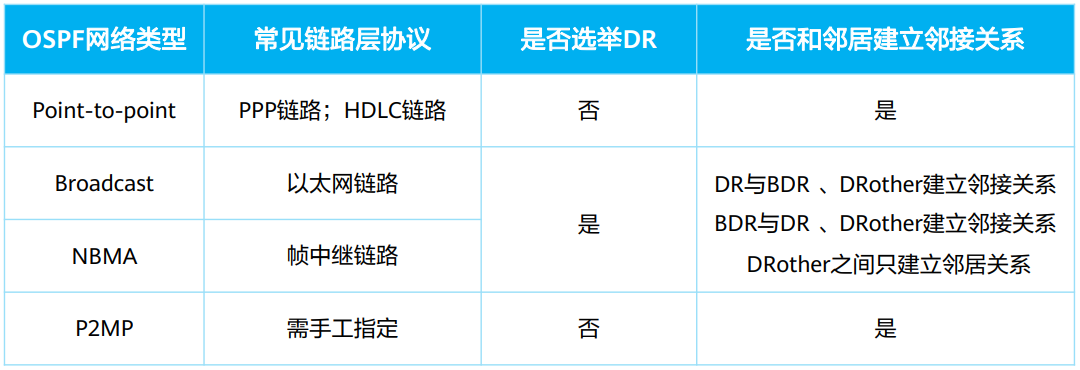 OSPF网络类型 常见链路层协议 是否选举DR 是否和邻居建立邻接关系
Point-to-point PPP链路；HDLC链路 否 是
Broadcast 以太网链路
是
DR与BDR 、DRother建立邻接关系
BDR与DR 、DRother建立邻接关系
DRother之间只建立邻居关系
NBMA 帧中继链路
P2MP 需手工指定 否 是